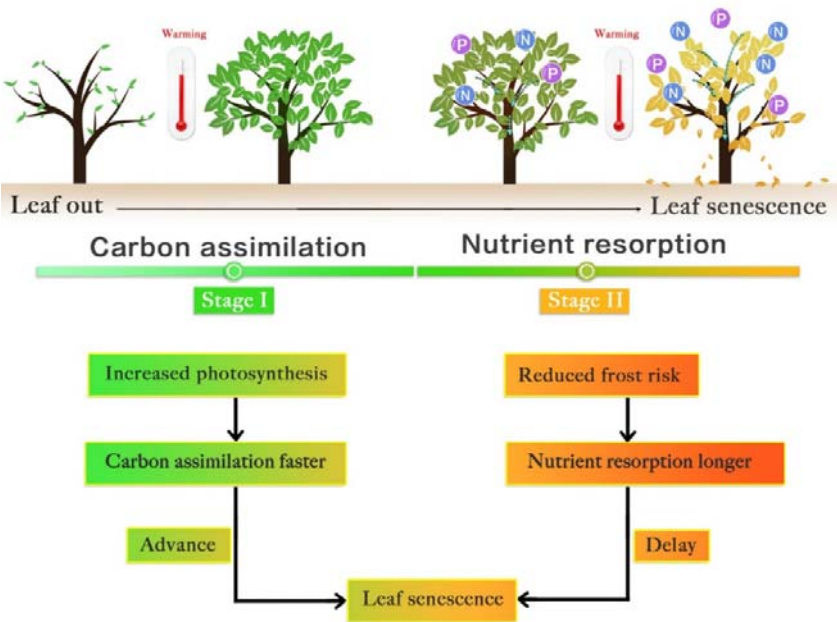 Warming
P
N
P
N
Warming
P
N
N
P
N
P
Leaf out
Leaf senescence
Carbon assimilation
Nutrient resorption
Stage I
Stage II
Increased photosynthesis
Reduced frost risk
Carbon assimilation faster
Nutrient resorption longer
Advance
Delay
Leaf senescence